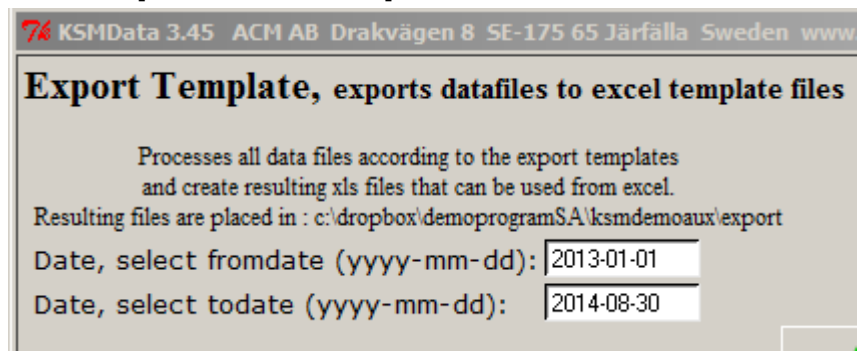 KSMData 3.45 ACM AB Drakvägen 8 SE-175 65 Järfälla Sweden www.
Export Template, exports datafiles to excel template files
Processes all data files according to the export templates
and create resulting xls files that can be used from excel.
Resulting files are placed in : c:\dropbox\demoprogramSA\ksmdemoaux\export
Date, select fromdate (yyyy-mm-dd): 2013-01-01
Date, select todate (yyyy-mm-dd): 2014-08-30